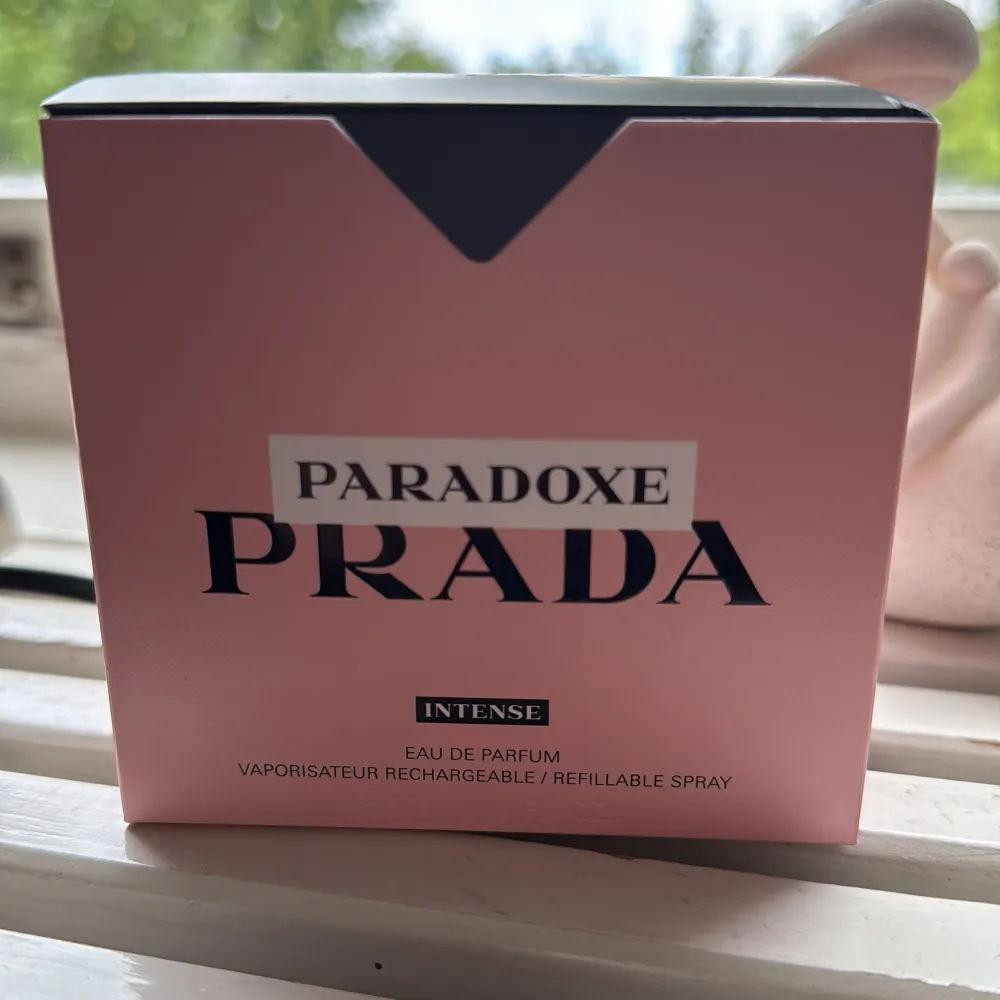 PARADOXE
PRADA
INTENSE
EAU DE PARFUM
VAPORISATEUR RECHARGEABLE / REFILLABLE SPRAY